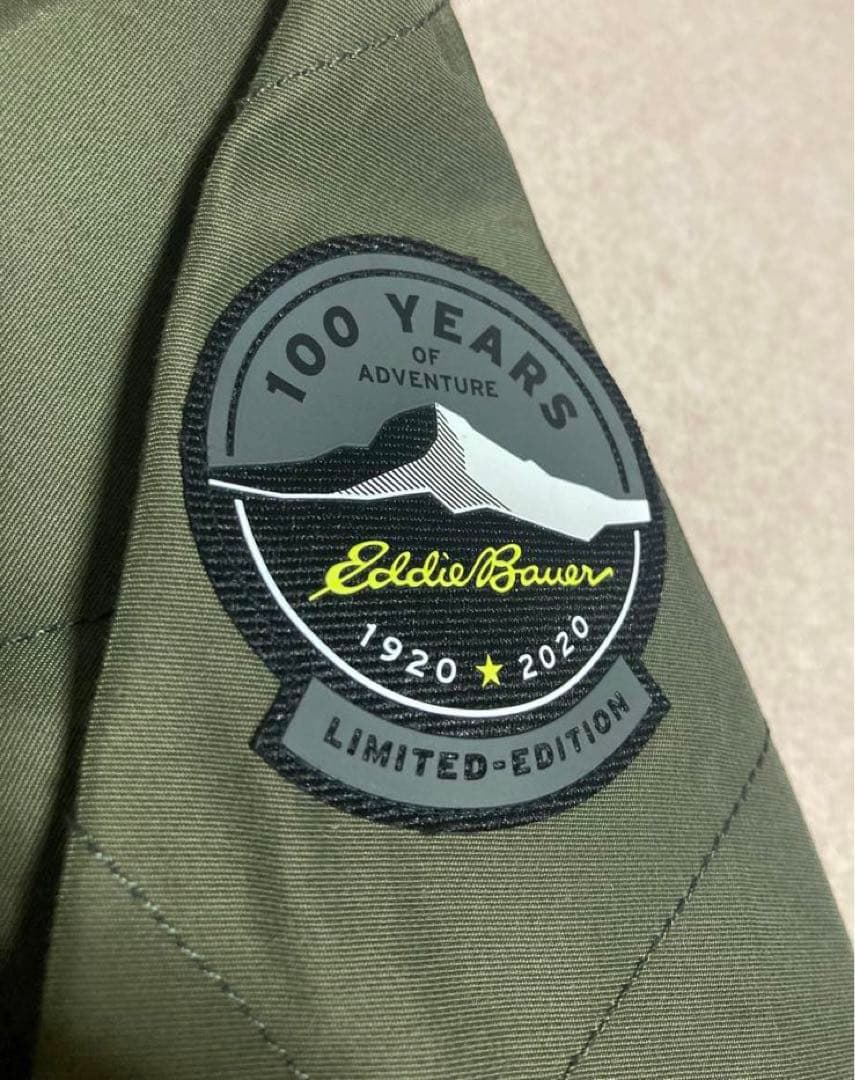 100 YEARS
OF
ADVENTURE
Eddie Bauer
1920 ★ 2020
LIMITED-EDITION